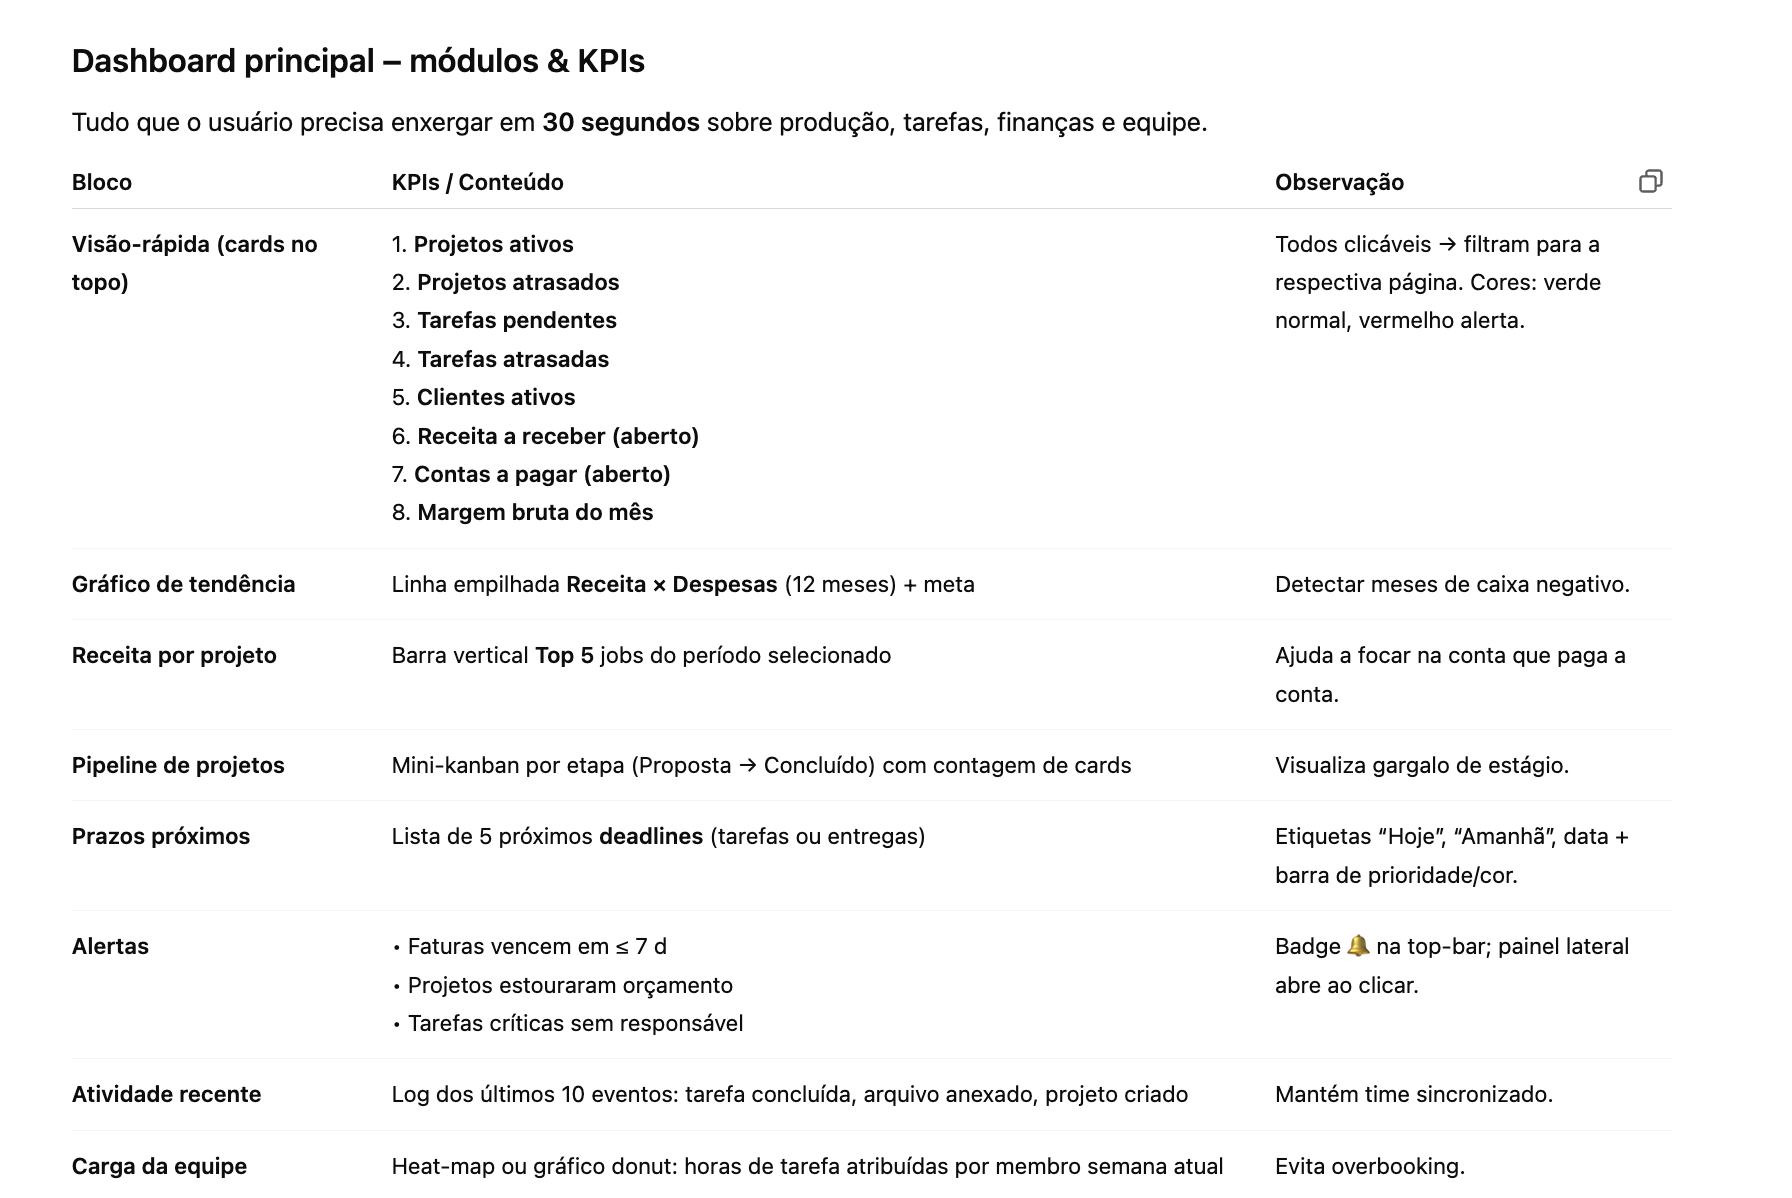 Dashboard principal – módulos & KPIs
Tudo que o usuário precisa enxergar em 30 segundos sobre produção, tarefas, finanças e equipe.
Bloco KPIs / Conteúdo Observação
Visão-rápida (cards no
topo)
1. Projetos ativos
2. Projetos atrasados
3. Tarefas pendentes
4. Tarefas atrasadas
5. Clientes ativos
6. Receita a receber (aberto)
7. Contas a pagar (aberto)
8. Margem bruta do mês
Todos clicáveis → filtram para a
respectiva página. Cores: verde
normal, vermelho alerta.
Gráfico de tendência
Linha empilhada Receita × Despesas (12 meses) + meta
Detectar meses de caixa negativo.
Receita por projeto
Barra vertical Top 5 jobs do período selecionado
Ajuda a focar na conta que paga a
conta.
Pipeline de projetos
Mini-kanban por etapa (Proposta → Concluído) com contagem de cards
Visualiza gargalo de estágio.
Prazos próximos
Lista de 5 próximos deadlines (tarefas ou entregas)
Etiquetas “Hoje”, “Amanhã”, data +
barra de prioridade/cor.
Alertas
• Faturas vencem em ≤ 7 d
• Projetos estouraram orçamento
• Tarefas críticas sem responsável
Badge 🔔 na top-bar; painel lateral
abre ao clicar.
Atividade recente
Log dos últimos 10 eventos: tarefa concluída, arquivo anexado, projeto criado
Mantém time sincronizado.
Carga da equipe
Heat-map ou gráfico donut: horas de tarefa atribuídas por membro semana atual
Evita overbooking.